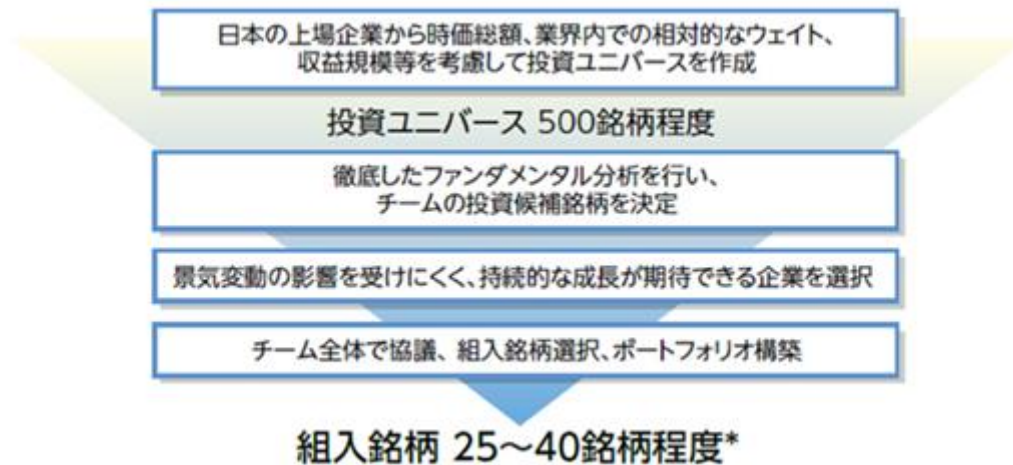 日本の上場企業から時価総額、業界内での相対的なウェイト、
収益規模等を考慮して投資ユニバースを作成
投資ユニバース 500銘柄程度
徹底したファンダメンタル分析を行い、
チームの投資候補銘柄を決定
景気変動の影響を受けにくく、持続的な成長が期待できる企業を選択
チーム全体で協議、組入銘柄選択、ポートフォリオ構築
組入銘柄 25〜40銘柄程度*